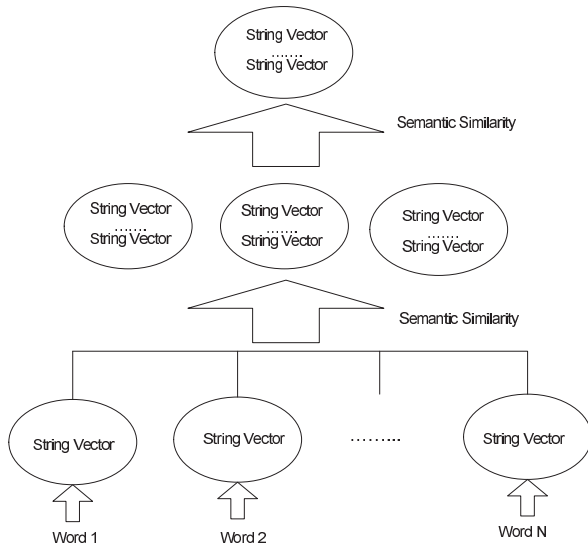 String Vector
.......
String Vector
Semantic Similarity
String Vector
.......
String Vector
String Vector
.......
String Vector
String Vector
.......
String Vector
Semantic Similarity
String Vector
String Vector
.........
String Vector
Word 1
Word 2
Word N